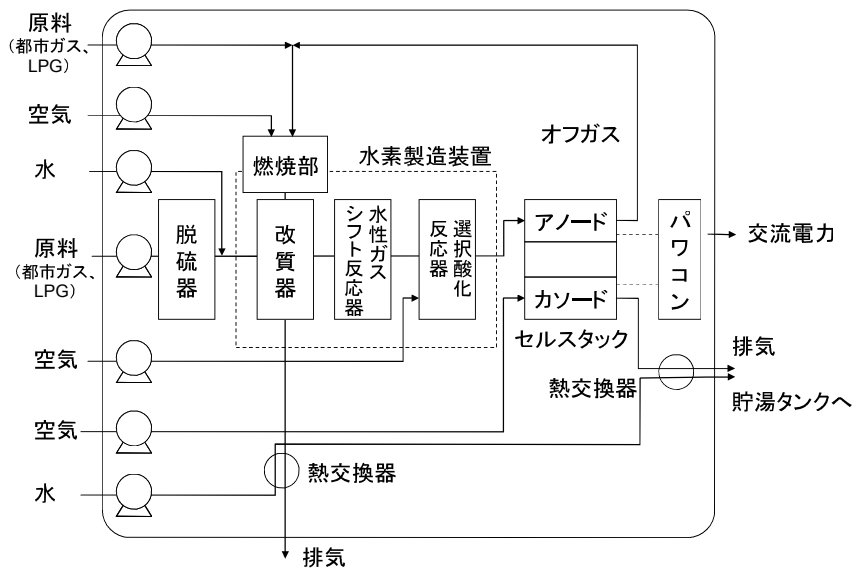 原料
(都市ガス、
LPG)
空気
水
原料
(都市ガス、
LPG)
空気
空気
水
燃焼部
水素製造装置
オフガス
脱硫器
改質器
水性ガス
シフト反応器
選択酸化
反応器
アノード
カソード
セルスタック
パワコン
交流電力
排気
熱交換器
貯湯タンクへ
熱交換器
排気